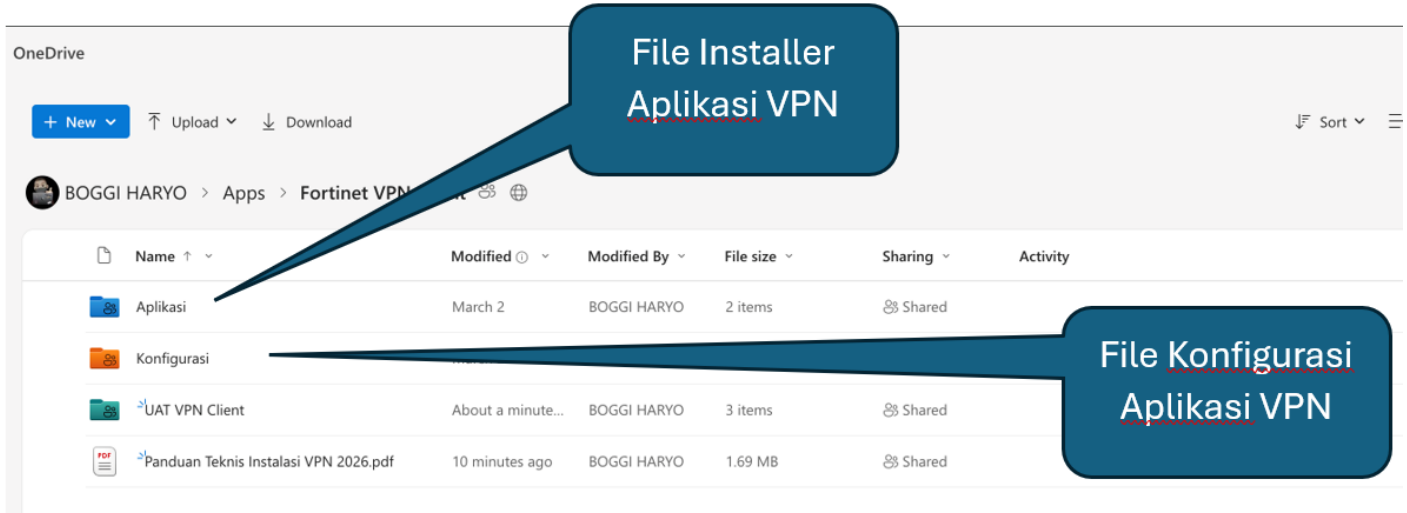 OneDrive
File Installer
Aplikasi VPN
New
Upload
Download
Sort
BOGGI HARYO > Apps > Fortinet VPN
Name
Modified
Modified By
File size
Sharing
Activity
Aplikasi
March 2
BOGGI HARYO
2 items
Shared
Konfigurasi
File Konfigurasi
Aplikasi VPN
UAT VPN Client
About a minute...
BOGGI HARYO
3 items
Shared
PDF
Panduan Teknis Instalasi VPN 2026.pdf
10 minutes ago
BOGGI HARYO
1.69 MB
Shared